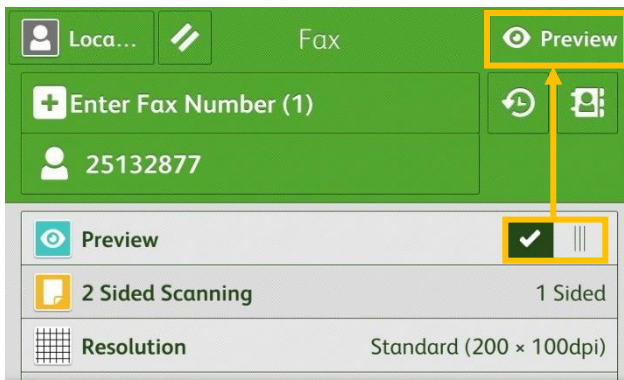 Loca... Fax Preview
Enter Fax Number (1)
25132877
Preview
2 Sided Scanning 1 Sided
Resolution Standard (200 × 100dpi)